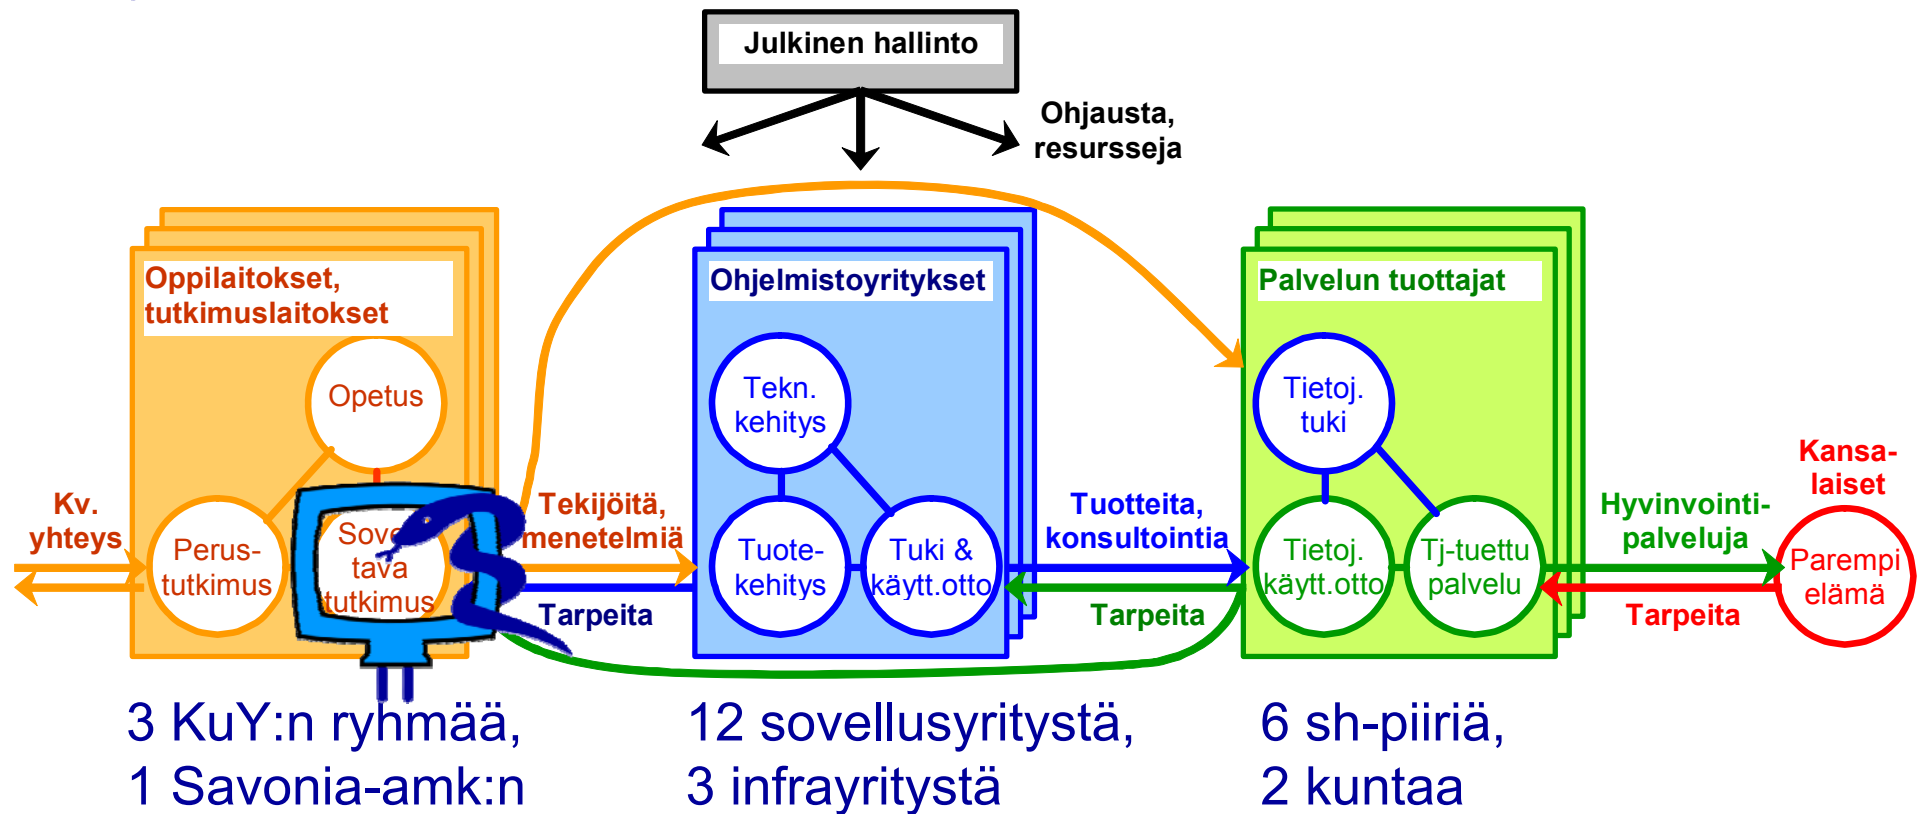 Julkinen hallinto
Ohjausta,
resursseja
Oppilaitokset,
tutkimuslaitokset
Opetus
Perus-
tutkimus
tava
tutkimus
Kv.
yhteys
Tekijöitä,
menetelmiä
Tarpeita
Ohjelmistoyritykset
Tekn.
kehitys
Tuote-
kehitys
Tuki &
käytt.otto
Tuotteita,
konsultointia
Tarpeita
Palvelun tuottajat
Tietoj.
tuki
Tietoj.
käytt.otto
Tj-tuettu
palvelu
Hyvinvointi-
palveluja
Tarpeita
Kansa-
laiset
Parempi
elämä
3 KuY:n ryhmää,
1 Savonia-amk:n
12 sovellusyritystä,
3 infrayritystä
6 sh-piiriä,
2 kuntaa